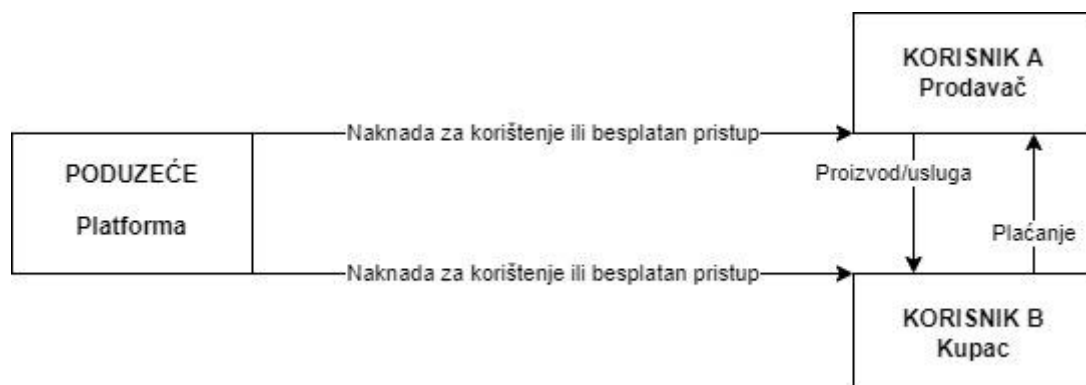 KORISNIK A
Prodavač
Naknada za korištenje ili besplatan pristup
PODUZEĆE
Platforma
Proizvod/usluga
Plaćanje
Naknada za korištenje ili besplatan pristup
KORISNIK B
Kupac